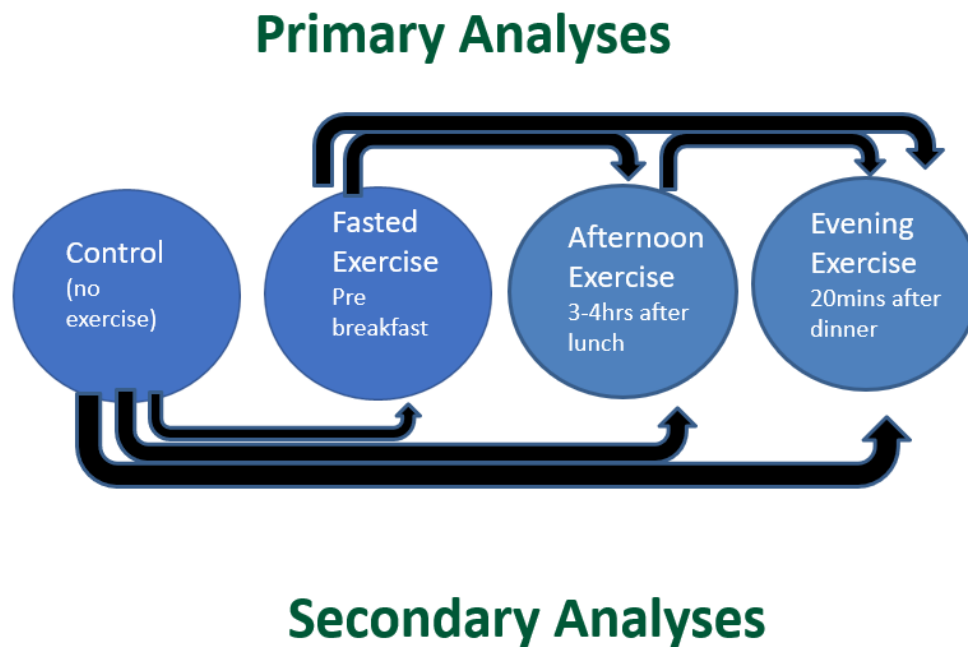 Primary Analyses
Control
(no
exercise)
Fasted
Exercise
Pre
breakfast
Afternoon
Exercise
3-4hrs after
lunch
Evening
Exercise
20mins after
dinner
Secondary Analyses